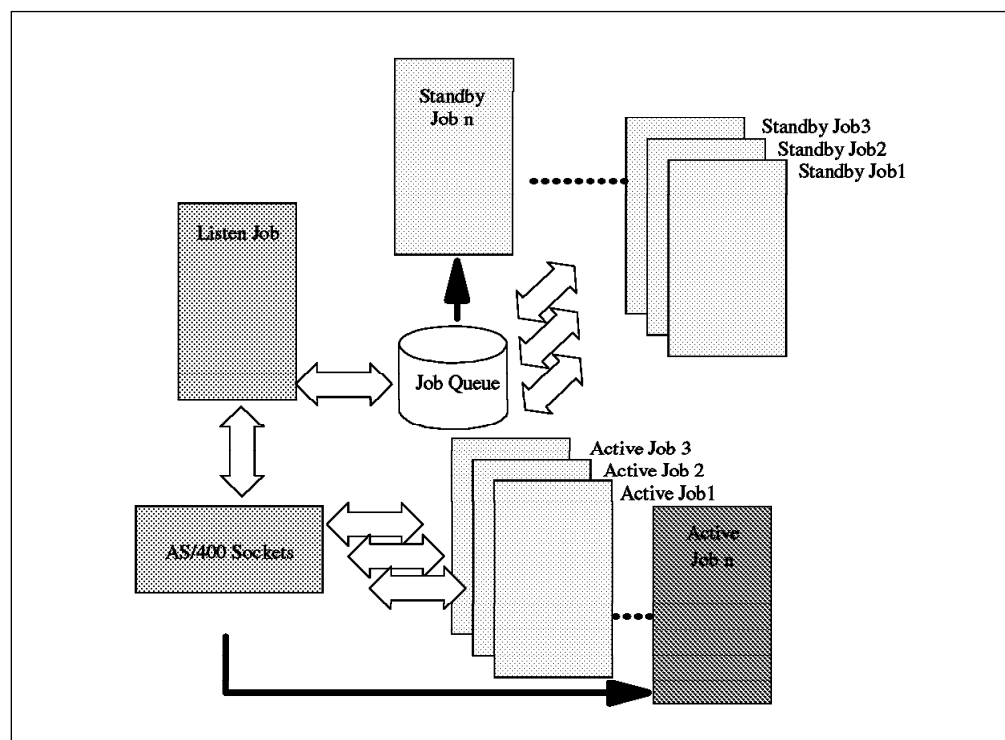 Standby
Job n
Standby Job3
Standby Job2
Standby Job1
Listen Job
Job Queue
Active Job 3
Active Job 2
Active Job1
AS/400 Sockets
Active
Job n